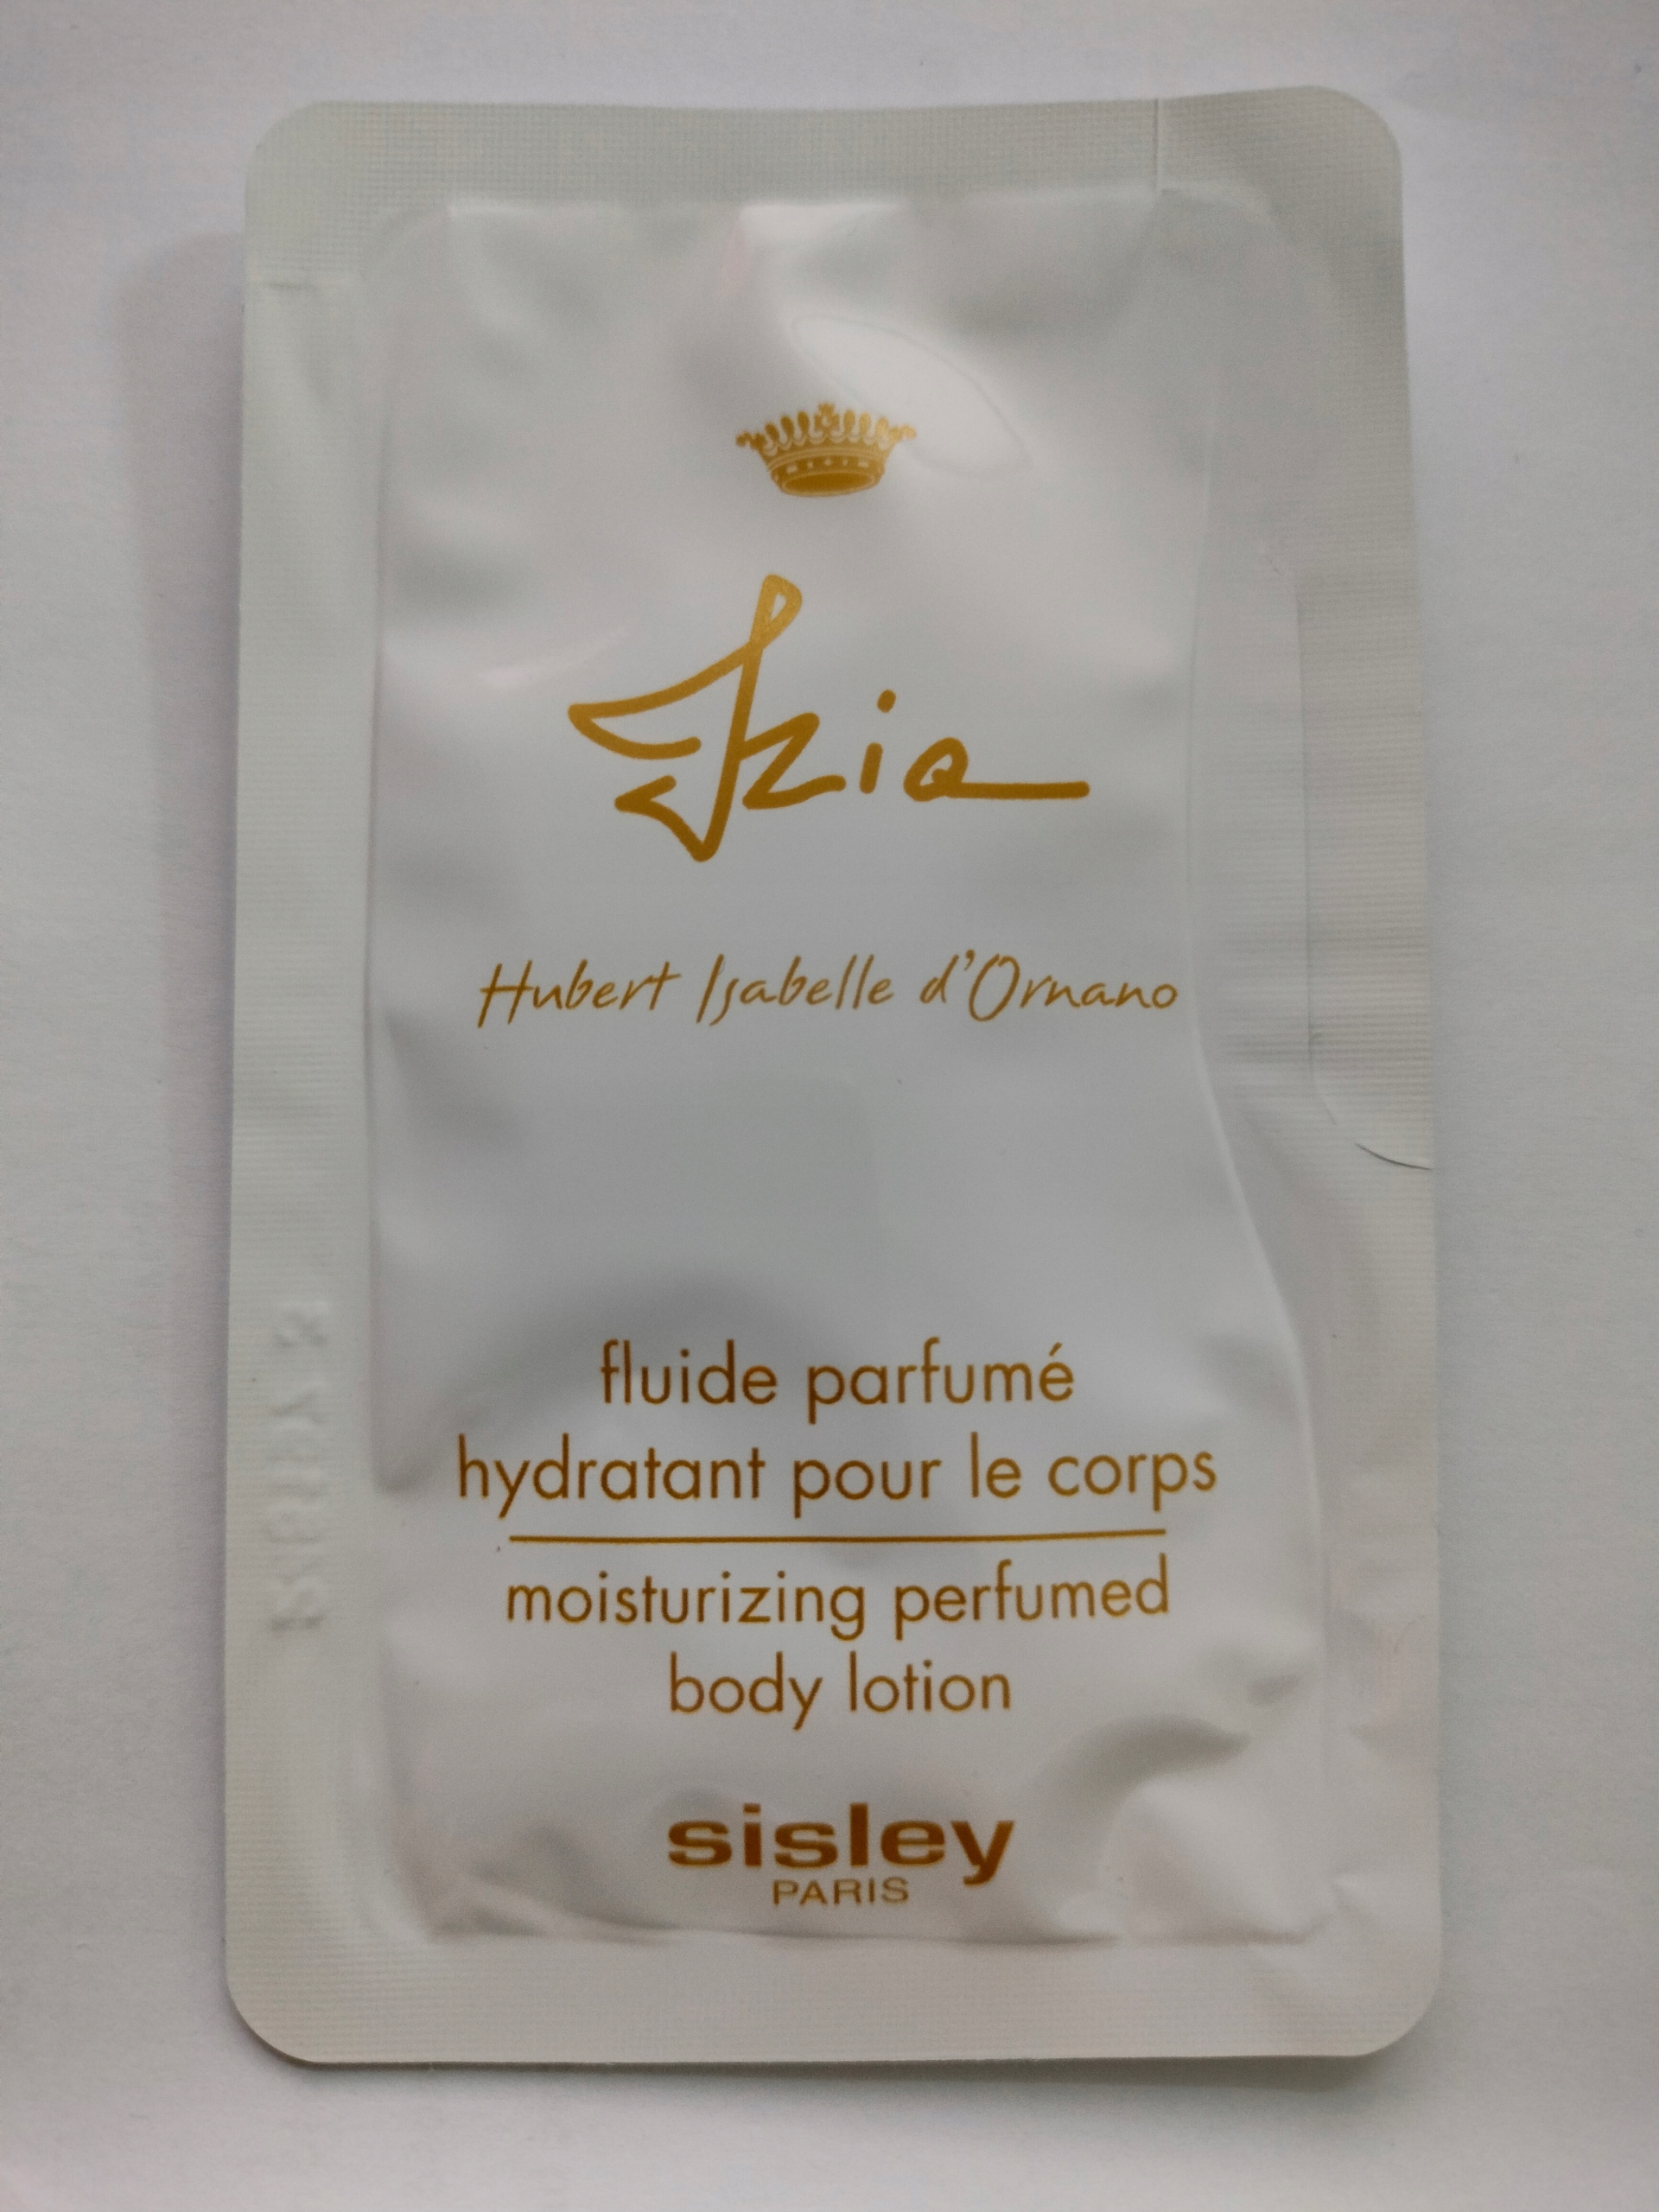 Izia
Hubert Isabelle d'Ornano
fluide parfumé
hydratant pour le corps
moisturizing perfumed
body lotion
sisley
PARIS